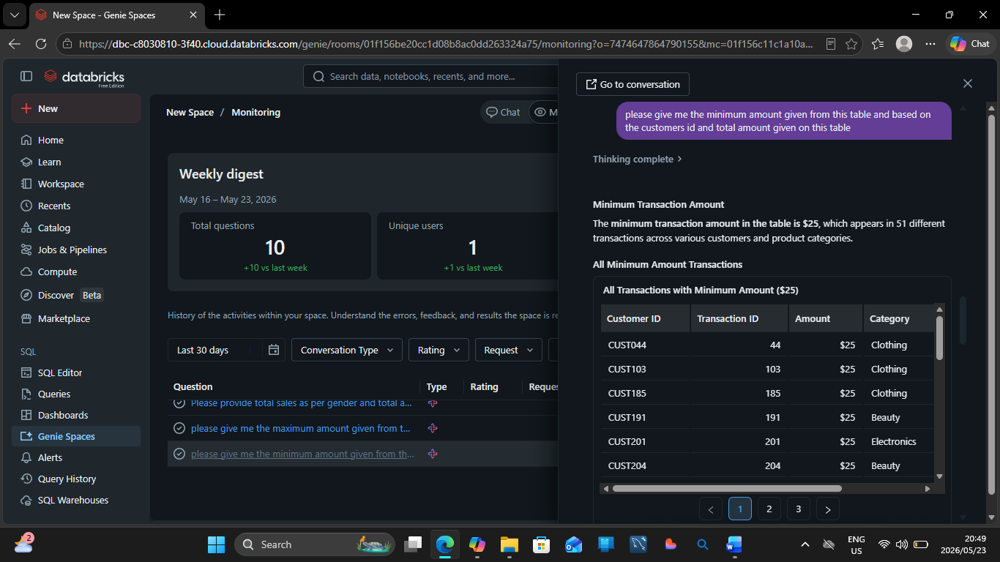 New Space - Genie Spaces
https://dbc-c8030810-3f40.cloud.databricks.com/genie/rooms/01f156be20cc1d08b8ac0dd263324a75/monitoring?o=7474647864790155&mc=01f156c11c1a10a...
Chat
databricks
Free Edition
Search data, notebooks, recents, and more...
New
Home
Learn
Workspace
Recents
Catalog
Jobs & Pipelines
Compute
Discover Beta
Marketplace
SQL
SQL Editor
Queries
Dashboards
Genie Spaces
Alerts
Query History
SQL Warehouses
New Space / Monitoring
Chat
M
Weekly digest
May 16 – May 23, 2026
Total questions
10
+10 vs last week
Unique users
1
+1 vs last week
History of the activities within your space. Understand the errors, feedback, and results the space is re
Last 30 days
Conversation Type
Rating
Request
Question Type Rating Reques
Please provide total sales as per gender and total a...
please give me the maximum amount given from t...
please give me the minimum amount given from th...
Go to conversation
please give me the minimum amount given from this table and based on
the customers id and total amount given on this table
Thinking complete >
Minimum Transaction Amount
The minimum transaction amount in the table is $25, which appears in 51 different
transactions across various customers and product categories.
All Minimum Amount Transactions
All Transactions with Minimum Amount ($25)
Customer ID Transaction ID Amount Category
CUST044 44 $25 Clothing
CUST103 103 $25 Clothing
CUST185 185 $25 Clothing
CUST191 191 $25 Beauty
CUST201 201 $25 Electronics
CUST204 204 $25 Beauty
< 1 2 3 >
2
Search
ENG
US
20:49
2026/05/23